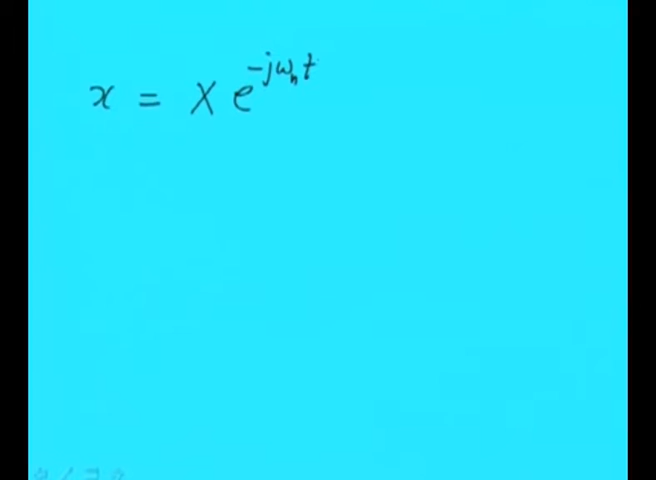 x = X e^{-jω_n t}